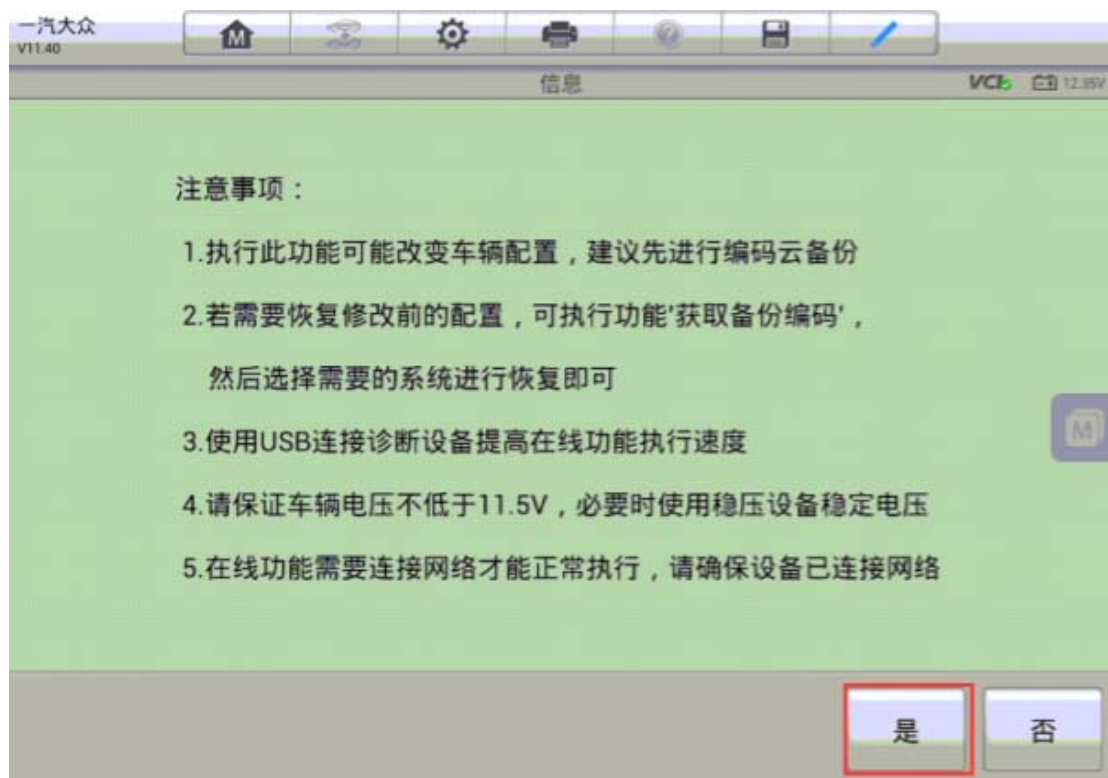 一汽大众
V11.40
信息
VCI
12.85V
注意事项：
1.执行此功能可能改变车辆配置，建议先进行编码云备份
2.若需要恢复修改前的配置，可执行功能'获取备份编码'，
然后选择需要的系统进行恢复即可
3.使用USB连接诊断设备提高在线功能执行速度
4.请保证车辆电压不低于11.5V，必要时使用稳压设备稳定电压
5.在线功能需要连接网络才能正常执行，请确保设备已连接网络
M
是
否